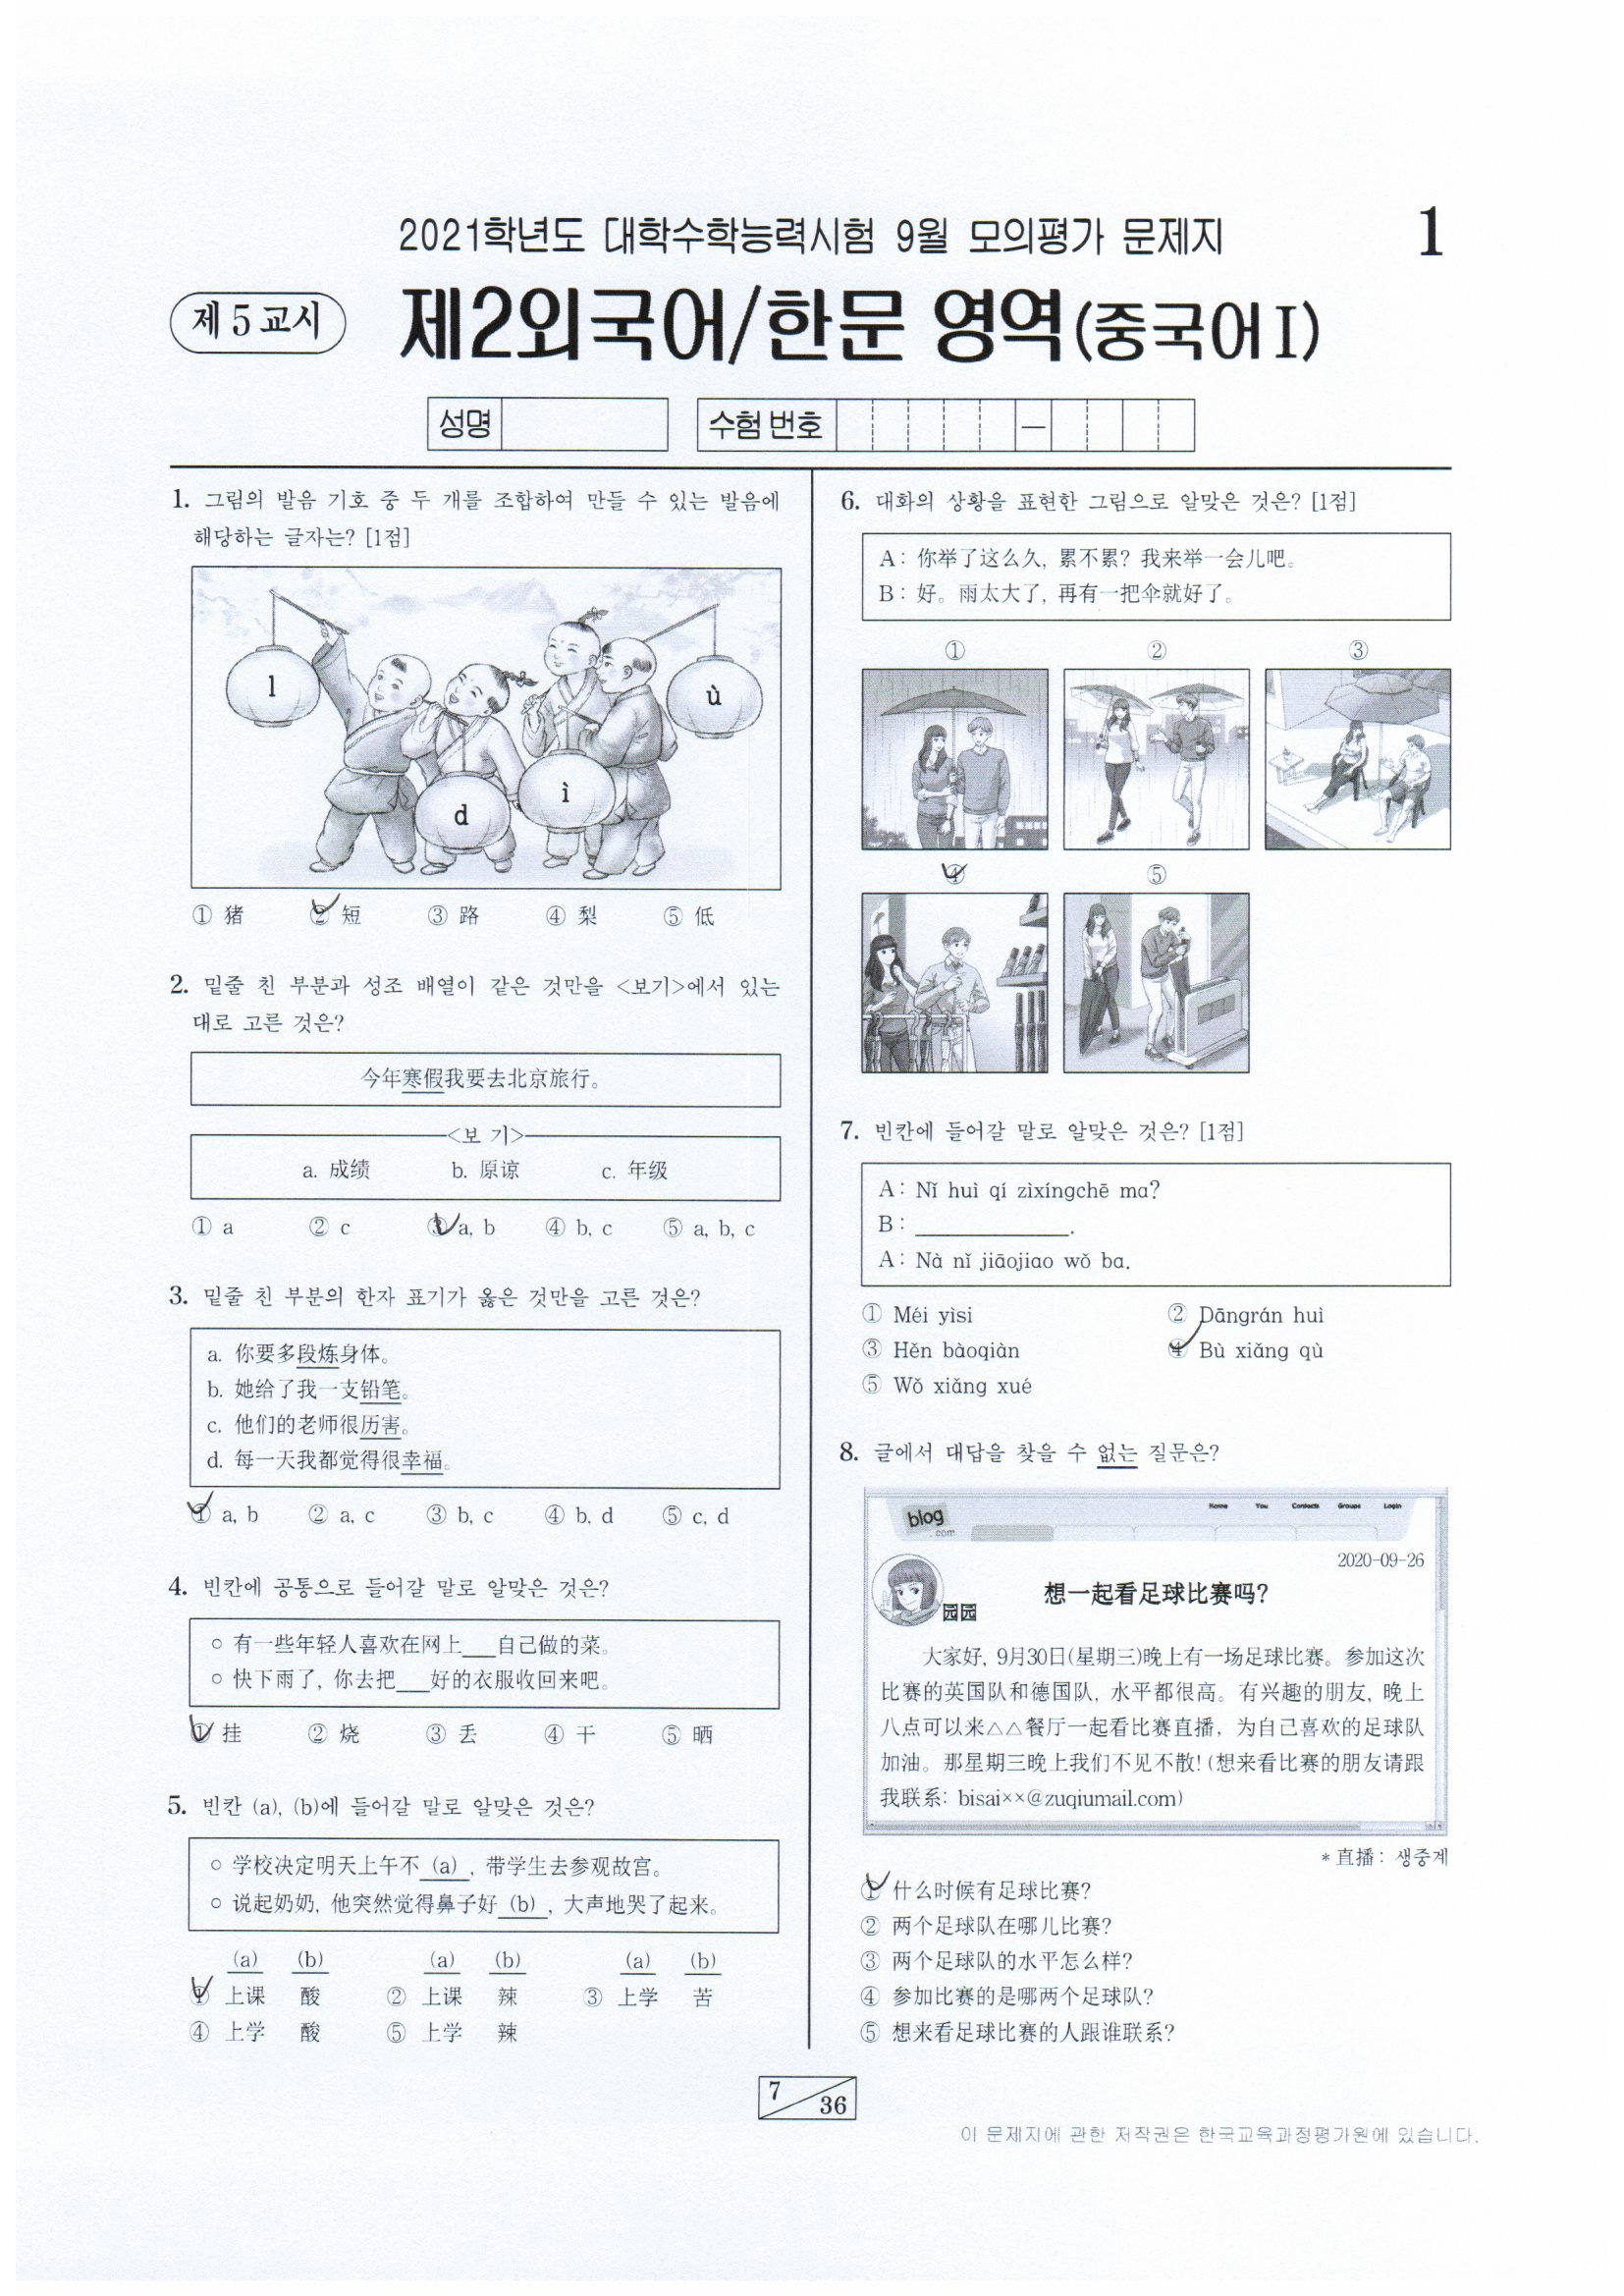 2021학년도 대학수학능력시험 9월 모의평가 문제지
1
제 5 교시
제2외국어/한문 영역(중국어Ⅰ)
성명
수험 번호
—
1. 그림의 발음 기호 중 두 개를 조합하여 만들 수 있는 발음에
해당하는 글자는? [1점]
l
ù
ì
d
① 猪 ② 短 ③ 路 ④ 梨 ⑤ 低
2. 밑줄 친 부분과 성조 배열이 같은 것만을 <보기>에서 있는
대로 고른 것은?
今年寒假我要去北京旅行。
<보 기>
a. 成绩 b. 原谅 c. 年级
① a ② c ③ a, b ④ b, c ⑤ a, b, c
3. 밑줄 친 부분의 한자 표기가 옳은 것만을 고른 것은?
a. 你要多段炼身体。
b. 她给了我一支铅笔。
c. 他们的老师很历害。
d. 每一天我都觉得很幸福。
① a, b ② a, c ③ b, c ④ b, d ⑤ c, d
4. 빈칸에 공통으로 들어갈 말로 알맞은 것은?
○ 有一些年轻人喜欢在网上___自己做的菜。
○ 快下雨了, 你去把___好的衣服收回来吧。
① 挂 ② 烧 ③ 丢 ④ 干 ⑤ 晒
5. 빈칸 (a), (b)에 들어갈 말로 알맞은 것은?
○ 学校决定明天上午不 (a) , 带学生去参观故宫。
○ 说起奶奶, 他突然觉得鼻子好 (b) , 大声地哭了起来。
(a) (b) (a) (b) (a) (b)
① 上课 酸 ② 上课 辣 ③ 上学 苦
④ 上学 酸 ⑤ 上学 辣
6. 대화의 상황을 표현한 그림으로 알맞은 것은? [1점]
A: 你举了这么久, 累不累? 我来举一会儿吧。
B: 好。雨太大了, 再有一把伞就好了。
① ② ③
④ ⑤
7. 빈칸에 들어갈 말로 알맞은 것은? [1점]
A: Nǐ huì qí zìxíngchē ma?
B: ______________.
A: Nà nǐ jiāojiao wǒ ba.
① Méi yìsi ② Dāngrán huì
③ Hěn bàoqiàn ④ Bù xiǎng qù
⑤ Wǒ xiǎng xué
8. 글에서 대답을 찾을 수 없는 질문은?
blog
.com
Home You Contacts Groups Login
2020-09-26
园园
想一起看足球比赛吗?
大家好, 9月30日(星期三)晚上有一场足球比赛。参加这次
比赛的英国队和德国队, 水平都很高。有兴趣的朋友, 晚上
八点可以来△△餐厅一起看比赛直播, 为自己喜欢的足球队
加油。那星期三晚上我们不见不散! (想来看比赛的朋友请跟
我联系: bisai××@zuqiumail.com)
* 直播: 생중계
① 什么时候有足球比赛?
② 两个足球队在哪儿比赛?
③ 两个足球队的水平怎么样?
④ 参加比赛的是哪两个足球队?
⑤ 想来看足球比赛的人跟谁联系?
7
36
이 문제지에 관한 저작권은 한국교육과정평가원에 있습니다.